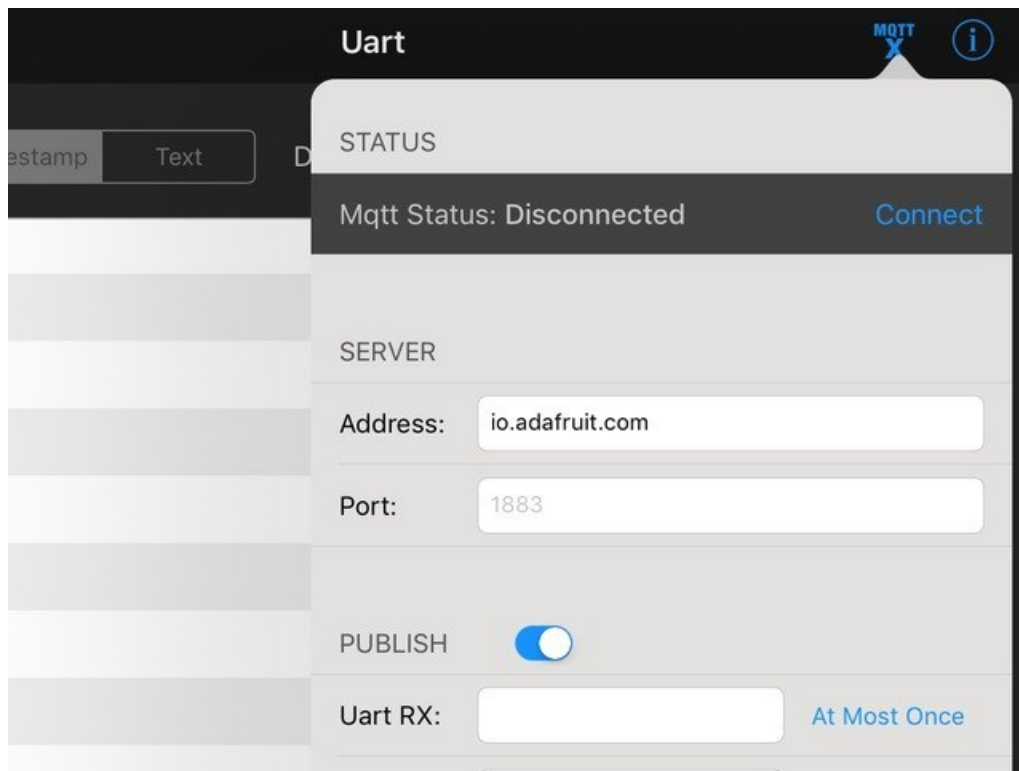 Uart
MQTT
X
i
estamp
Text
D
STATUS
Mqtt Status: Disconnected
Connect
SERVER
Address:
io.adafruit.com
Port:
1883
PUBLISH
Uart RX:
At Most Once